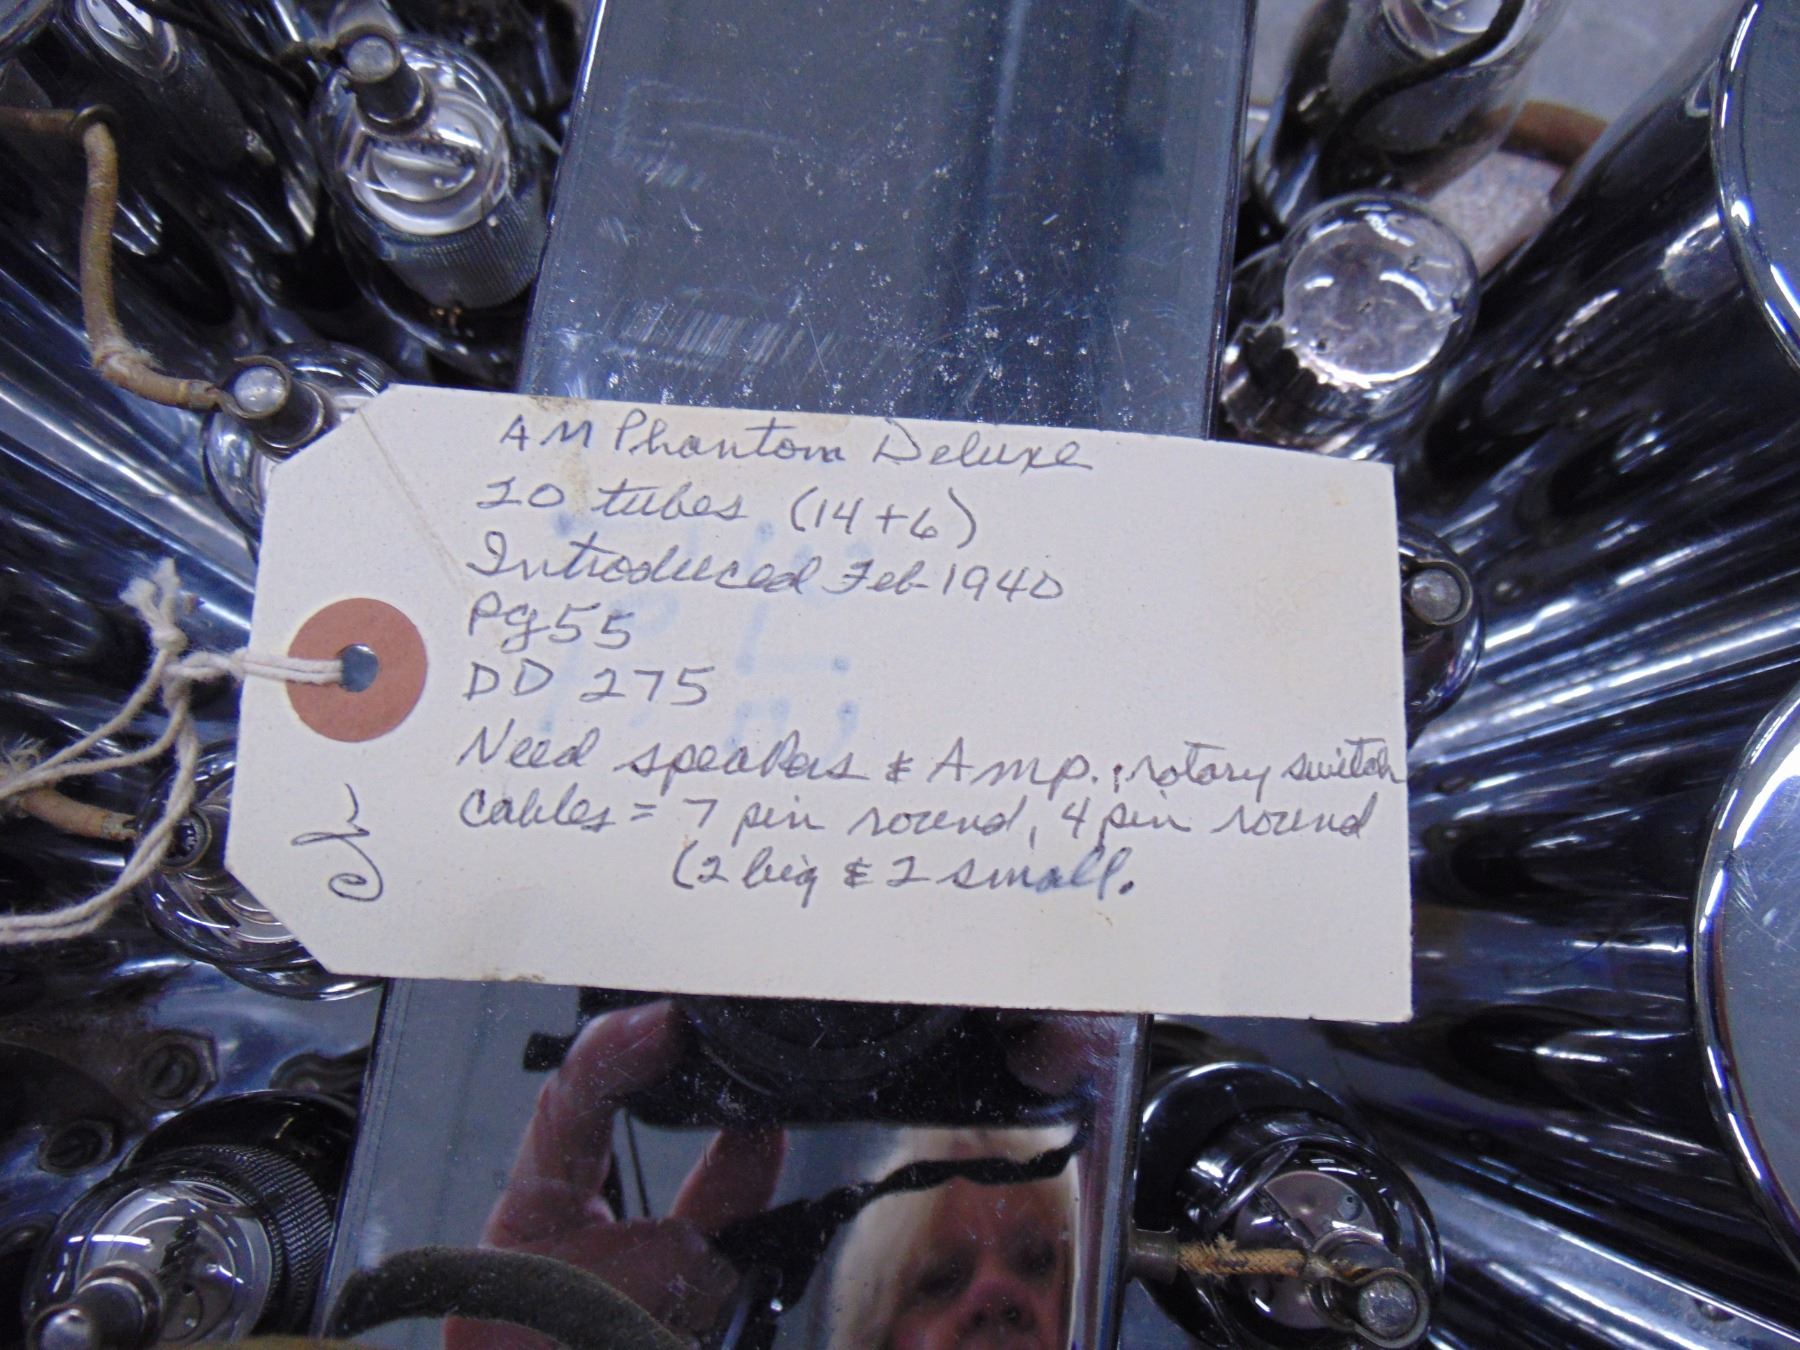 AM Phantom Deluxe
20 tubes (14+6)
Introduced Feb-1940
Pg55
DD 275
Need speakers & Amp. ; rotary switch
Cables = 7 pin round, 4 pin round
(2 big & 2 small.